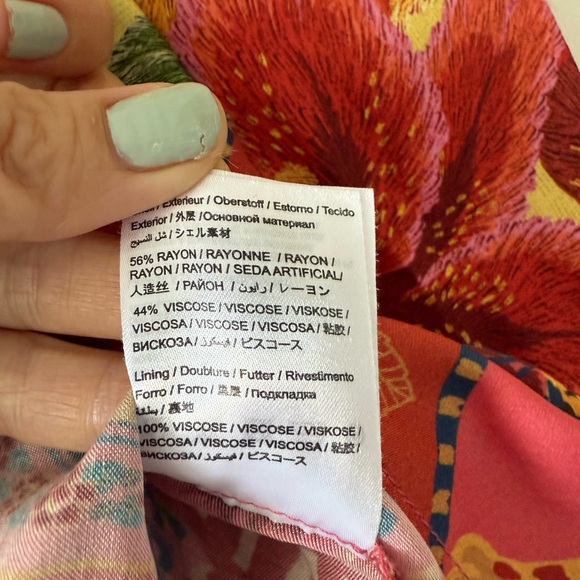 Exterieur / Oberstoff / Estorno / Tecido
Exterior / 外層 / Основной материал
شل النسيج / シェル素材
56% RAYON / RAYONNE / RAYON /
RAYON / RAYON / SEDA ARTIFICIAL/
人造丝 / РАЙОН / رايون / レーヨン
44% VISCOSE / VISCOSE / VISKOSE /
VISCOSA / VISCOSE / VISCOSA / 粘胶/
ВИСКОЗА / فيسكوز / ビスコース
Lining / Doublure / Futter / Rivestimento
Forro / Forro / 里层 / Подкладка
بطانة / 裏地
100% VISCOSE / VISCOSE / VISKOSE /
VISCOSA / VISCOSE / VISCOSA / 粘胶/
ВИСКОЗА / فيسكوز / ビスコース